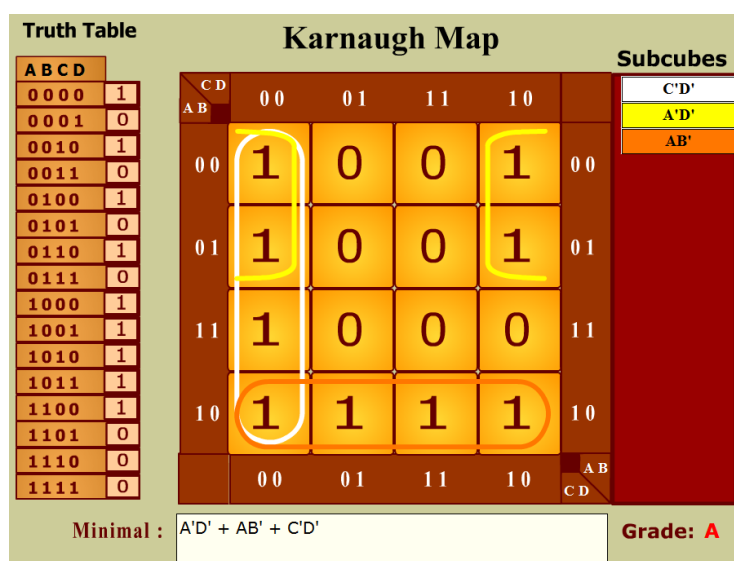 Truth Table
Karnaugh Map
Subcubes
A B C D
0 0 0 0 1
0 0 0 1 0
0 0 1 0 1
0 0 1 1 0
0 1 0 0 1
0 1 0 1 0
0 1 1 0 1
0 1 1 1 0
1 0 0 0 1
1 0 0 1 1
1 0 1 0 1
1 0 1 1 1
1 1 0 0 1
1 1 0 1 0
1 1 1 0 0
1 1 1 1 0
C D
A B
0 0 0 1 1 1 1 0
0 0 1 0 0 1 0 0
0 1 1 0 0 1 0 1
1 1 1 0 0 0 1 1
1 0 1 1 1 1 1 0
0 0 0 1 1 1 1 0
A B
C D
C'D'
A'D'
AB'
Minimal : A'D' + AB' + C'D'
Grade: A